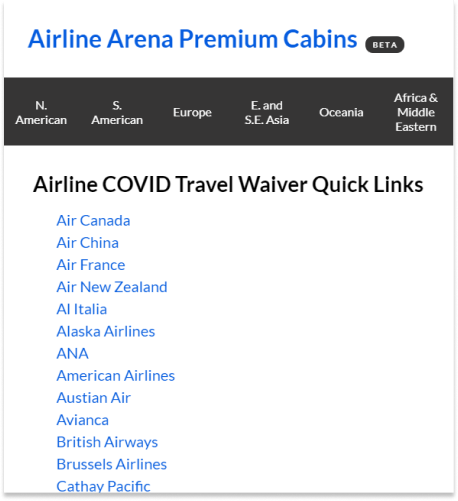 Airline Arena Premium Cabins BETA
N. American
S. American
Europe
E. and S.E. Asia
Oceania
Africa & Middle Eastern
Airline COVID Travel Waiver Quick Links
Air Canada
Air China
Air France
Air New Zealand
Al Italia
Alaska Airlines
ANA
American Airlines
Austian Air
Avianca
British Airways
Brussels Airlines
Cathay Pacific